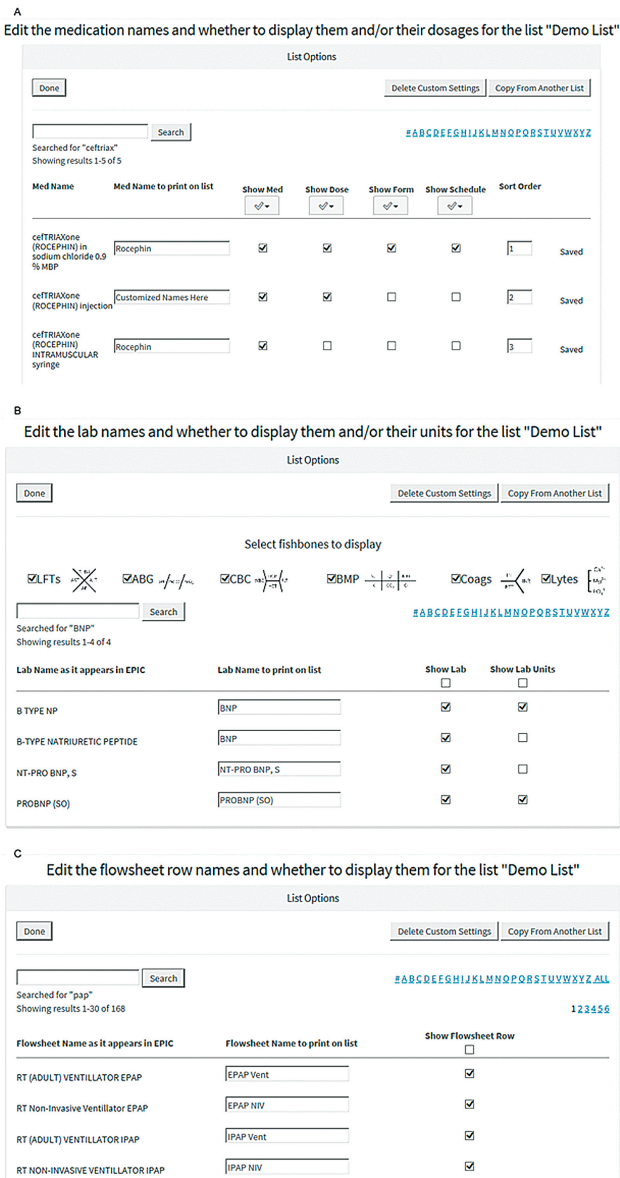 A
Edit the medication names and whether to display them and/or their dosages for the list "Demo List"
List Options
Done
Delete Custom Settings
Copy From Another List
Search
# A B C D E F G H I J K L M N O P Q R S T U V W X Y Z
Searched for "ceftriax"
Showing results 1-5 of 5
Med Name
Med Name to print on list
Show Med
Show Dose
Show Form
Show Schedule
Sort Order
cefTRIAXone
(ROCEPHIN) in
sodium chloride 0.9
% MBP
Rocephin
1
Saved
cefTRIAXone
(ROCEPHIN) injection
Customized Names Here
2
Saved
cefTRIAXone
(ROCEPHIN)
INTRAMUSCULAR
syringe
Rocephin
3
Saved
B
Edit the lab names and whether to display them and/or their units for the list "Demo List"
List Options
Done
Delete Custom Settings
Copy From Another List
Select fishbones to display
LFTs
ABG
CBC
BMP
Coags
Lytes
Search
# A B C D E F G H I J K L M N O P Q R S T U V W X Y Z
Searched for "BNP"
Showing results 1-4 of 4
Lab Name as it appears in EPIC
Lab Name to print on list
Show Lab
Show Lab Units
B TYPE NP
BNP
B-TYPE NATRIURETIC PEPTIDE
BNP
NT-PRO BNP, S
NT-PRO BNP, S
PROBNP (SO)
PROBNP (SO)
C
Edit the flowsheet row names and whether to display them for the list "Demo List"
List Options
Done
Delete Custom Settings
Copy From Another List
Search
# A B C D E F G H I J K L M N O P Q R S T U V W X Y Z ALL
Searched for "pap"
Showing results 1-30 of 168
1 2 3 4 5 6
Flowsheet Name as it appears in EPIC
Flowsheet Name to print on list
Show Flowsheet Row
RT (ADULT) VENTILLATOR EPAP
EPAP Vent
RT Non-Invasive Ventillator EPAP
EPAP NIV
RT (ADULT) VENTILLATOR IPAP
IPAP Vent
RT NON-INVASIVE VENTILLATOR IPAP
IPAP NIV